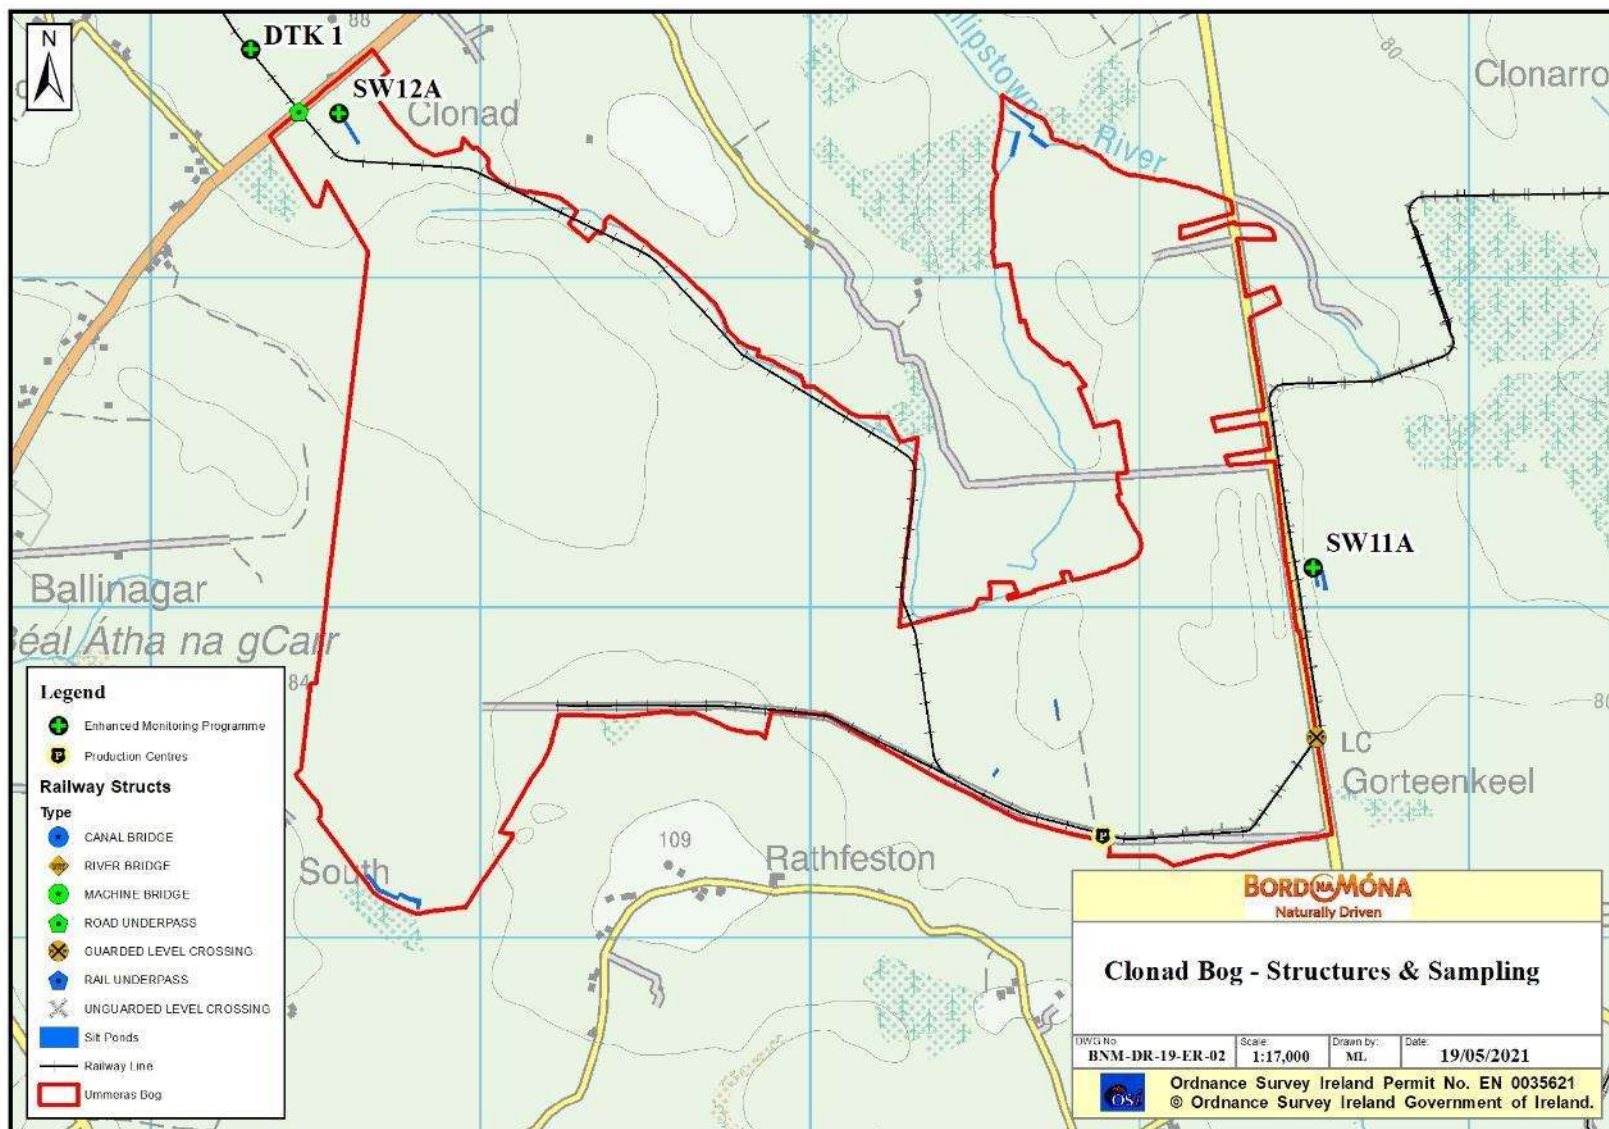 N
DTK 1
88
SW12A
Clonad
River
80
Clonarro
SW11A
Ballinagar
Béal Átha na gCarr
84
LC
Gorteenkeel
109
Rathfeston
South
Legend
Enhanced Monitoring Programme
Production Centres
Railway Structs
Type
CANAL BRIDGE
RIVER BRIDGE
MACHINE BRIDGE
ROAD UNDERPASS
GUARDED LEVEL CROSSING
RAIL UNDERPASS
UNGUARDED LEVEL CROSSING
Silt Ponds
Railway Line
Ummeras Bog
P
BORD NA MÓNA
Naturally Driven
Clonad Bog - Structures & Sampling
DWG No BNM-DR-19-ER-02 Scale: 1:17,000 Drawn by: ML Date: 19/05/2021
OSi
Ordnance Survey Ireland Permit No. EN 0035621
© Ordnance Survey Ireland Government of Ireland.